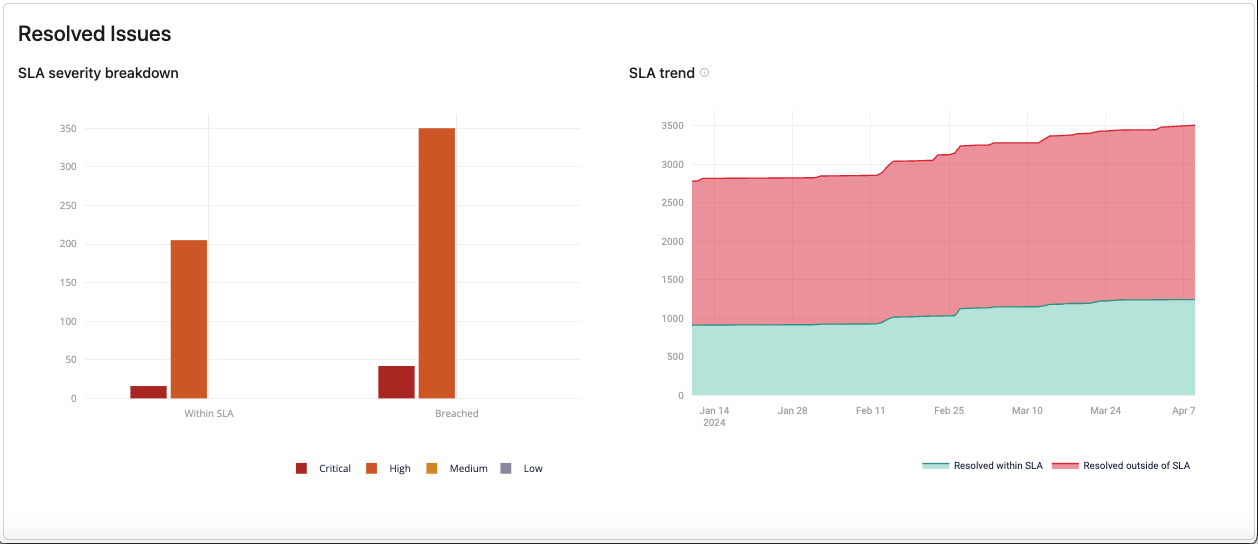 Resolved Issues
SLA severity breakdown
350
300
250
200
150
100
50
0
Within SLA
Breached
Critical
High
Medium
Low
SLA trend
3500
3000
2500
2000
1500
1000
500
0
Jan 14
2024
Jan 28
Feb 11
Feb 25
Mar 10
Mar 24
Apr 7
Resolved within SLA
Resolved outside of SLA